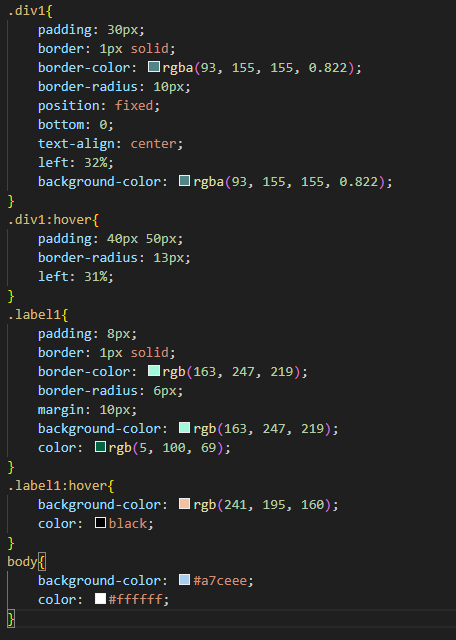 .div1{
    padding: 30px;
    border: 1px solid;
    border-color: rgba(93, 155, 155, 0.822);
    border-radius: 10px;
    position: fixed;
    bottom: 0;
    text-align: center;
    left: 32%;
    background-color: rgba(93, 155, 155, 0.822);
}
.div1:hover{
    padding: 40px 50px;
    border-radius: 13px;
    left: 31%;
}
.label1{
    padding: 8px;
    border: 1px solid;
    border-color: rgb(163, 247, 219);
    border-radius: 6px;
    margin: 10px;
    background-color: rgb(163, 247, 219);
    color: rgb(5, 100, 69);
}
.label1:hover{
    background-color: rgb(241, 195, 160);
    color: black;
}
body{
    background-color: #a7ceee;
    color: #ffffff;
}